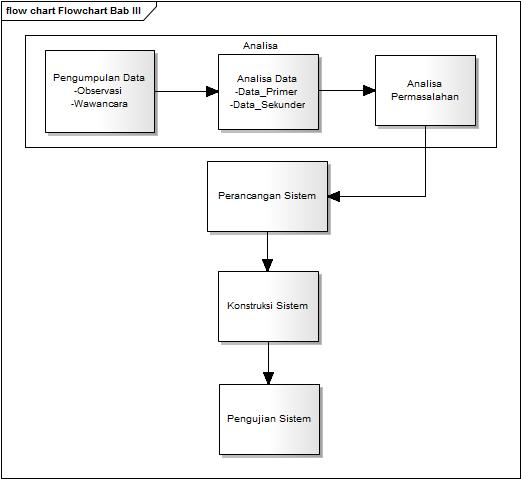 flow chart Flowchart Bab III
Analisa
Pengumpulan Data
-Observasi
-Wawancara
Analisa Data
-Data_Primer
-Data_Sekunder
Analisa
Permasalahan
Perancangan Sistem
Konstruksi Sistem
Pengujian Sistem